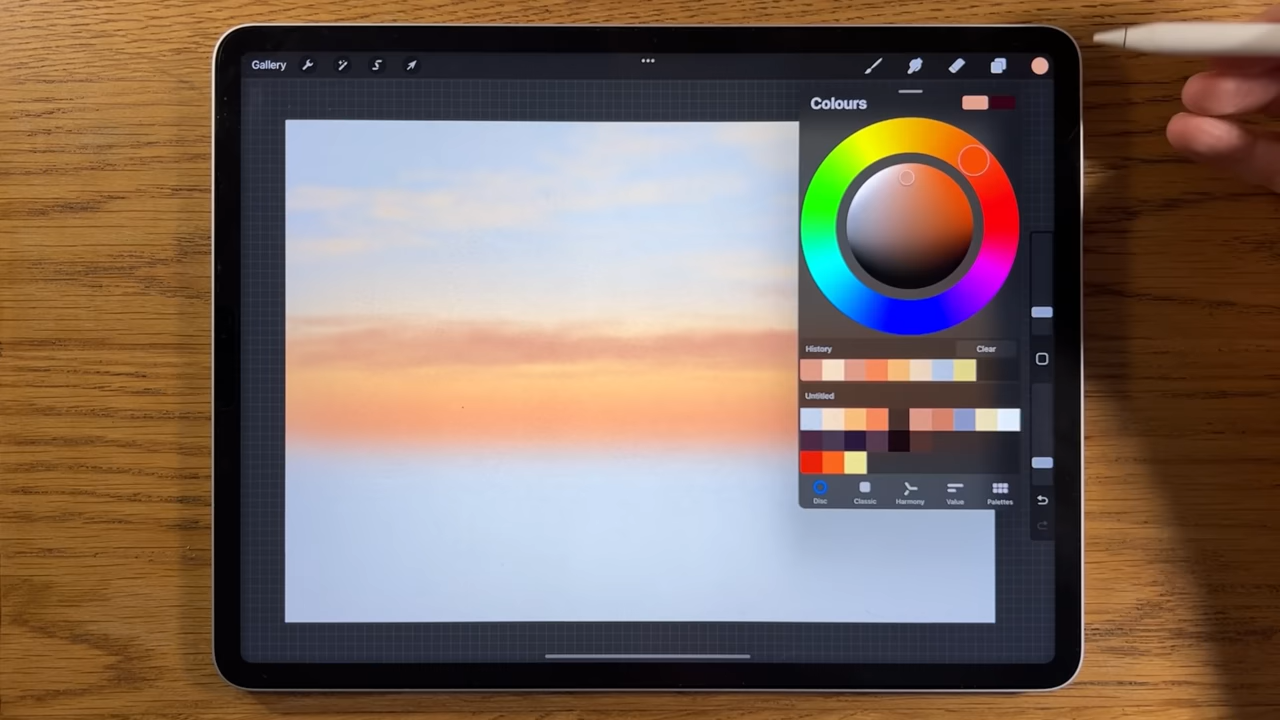 Gallery
Colours
History Clear
Untitled
Disc Classic Harmony Value Palettes